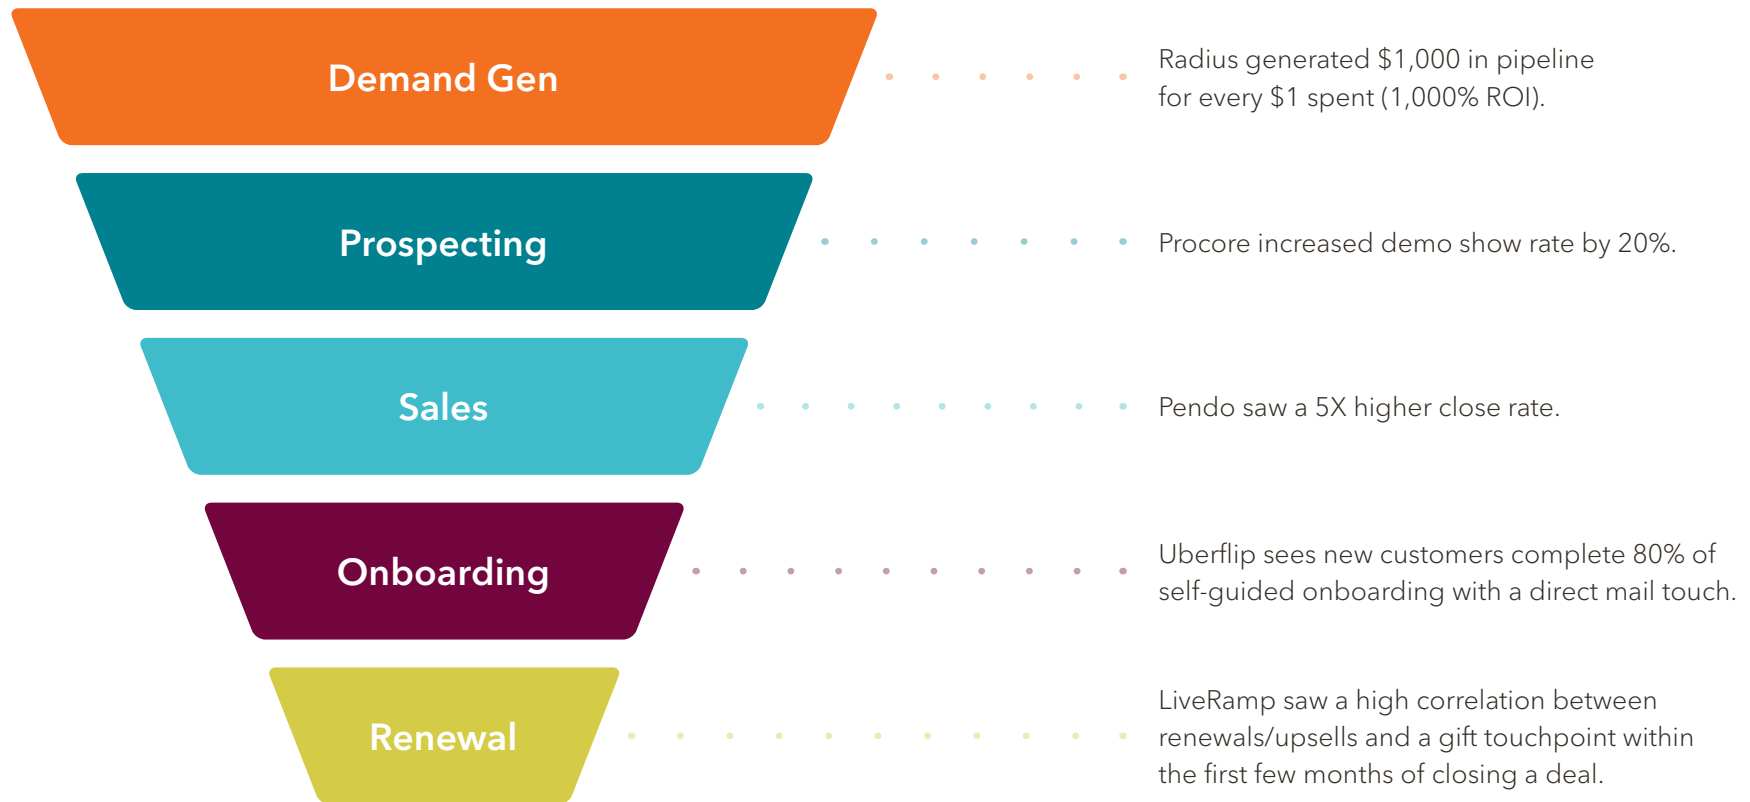 Demand Gen
Radius generated $1,000 in pipeline
for every $1 spent (1,000% ROI).
Prospecting
Procore increased demo show rate by 20%.
Sales
Pendo saw a 5X higher close rate.
Onboarding
Uberflip sees new customers complete 80% of
self-guided onboarding with a direct mail touch.
Renewal
LiveRamp saw a high correlation between
renewals/upsells and a gift touchpoint within
the first few months of closing a deal.